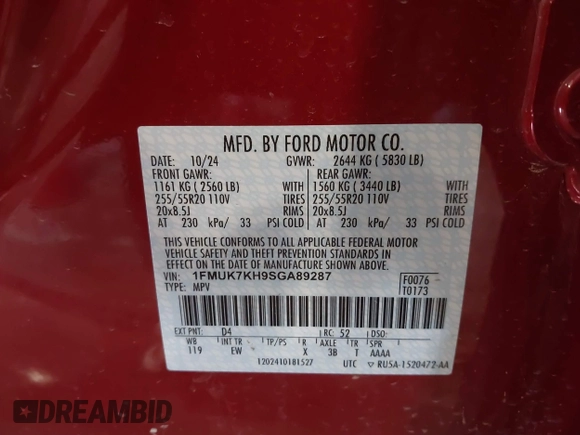 MFD. BY FORD MOTOR CO.
DATE: 10/24 GVWR: 2644 KG ( 5830 LB)
FRONT GAWR: REAR GAWR:
1161 KG ( 2560 LB) WITH 1560 KG ( 3440 LB) WITH
255/55R20 110V TIRES 255/55R20 110V TIRES
20x8.5J RIMS 20x8.5J RIMS
AT 230 kPa/ 33 PSI COLD AT 230 kPa/ 33 PSI COLD
THIS VEHICLE CONFORMS TO ALL APPLICABLE FEDERAL MOTOR
VEHICLE SAFETY, BUMPER, AND THEFT PREVENTION STANDARDS
IN EFFECT ON THE DATE OF MANUFACTURE SHOWN ABOVE.
VIN: 1FMUK7KH9SGA89287 F0076
TYPE: MPV T0173
EXT PNT: D4 RC: 52 DSO:
WB INT TR TP/PS R AXLE TR SPR
119 EW X 3B T AAAA
1202410181527 UTC ▽ RU5A-1520472-AA
DREAMBID